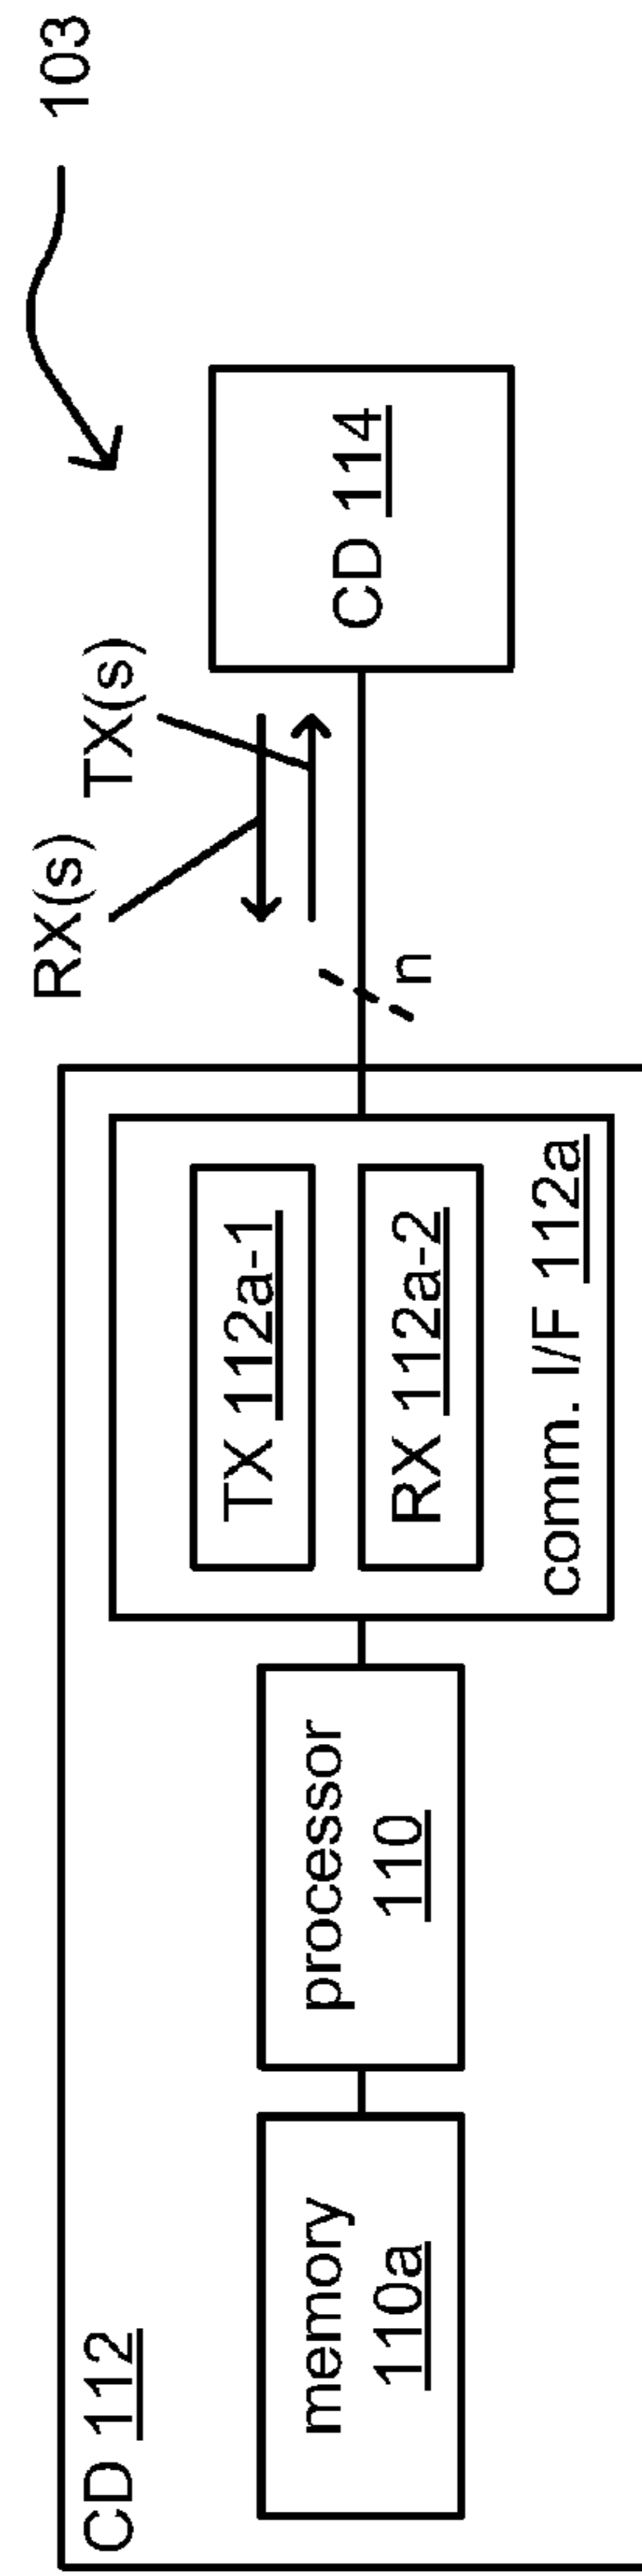 103
CD 112
memory
110a
processor
110
TX 112a-1
RX 112a-2
comm. I/F 112a
n
RX(s)
TX(s)
CD 114